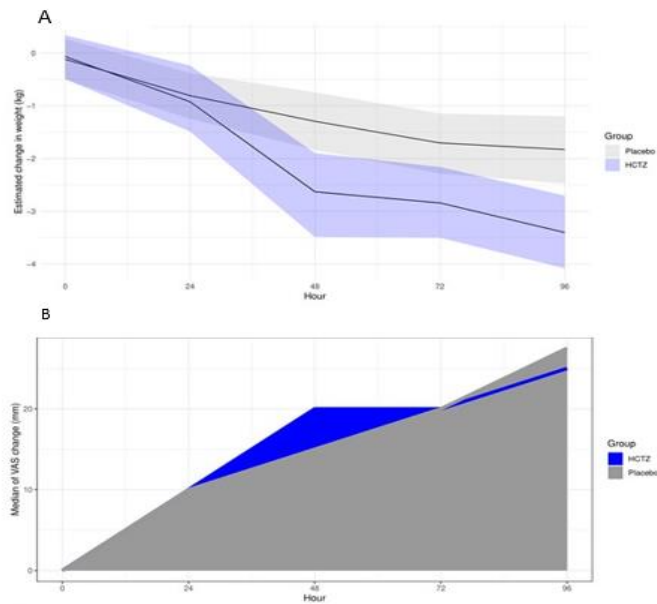 A
Estimated change in weight (kg)
0
-1
-2
-3
-4
0 24 48 72 96
Hour
Group
Placebo
HCTZ
B
Median of VAS change (mm)
20
10
0
0 24 48 72 96
Hour
Group
HCTZ
Placebo